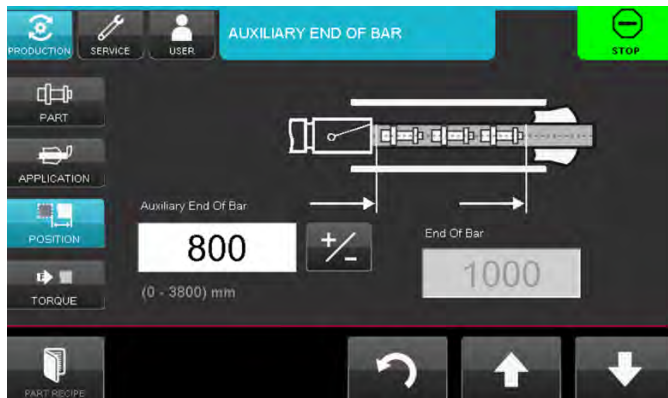 PRODUCTION
SERVICE
USER
AUXILIARY END OF BAR
STOP
PART
APPLICATION
POSITION
TORQUE
Auxiliary End Of Bar
800
+/-
(0 - 3800) mm
End Of Bar
1000
PART RECIPE